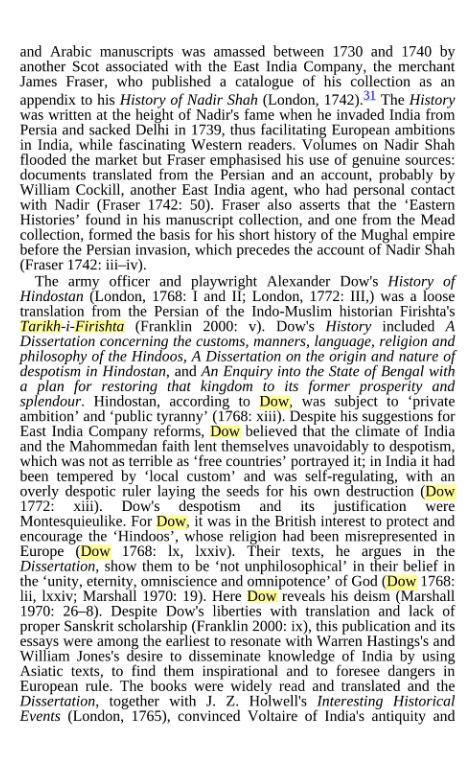 and Arabic manuscripts was amassed between 1730 and 1740 by
another Scot associated with the East India Company, the merchant
James Fraser, who published a catalogue of his collection as an
appendix to his History of Nadir Shah (London, 1742).31 The History
was written at the height of Nadir's fame when he invaded India from
Persia and sacked Delhi in 1739, thus facilitating European ambitions
in India, while fascinating Western readers. Volumes on Nadir Shah
flooded the market but Fraser emphasised his use of genuine sources:
documents translated from the Persian and an account, probably by
William Cockill, another East India agent, who had personal contact
with Nadir (Fraser 1742: 50). Fraser also asserts that the 'Eastern
Histories' found in his manuscript collection, and one from the Mead
collection, formed the basis for his short history of the Mughal empire
before the Persian invasion, which precedes the account of Nadir Shah
(Fraser 1742: iii–iv).
The army officer and playwright Alexander Dow's History of
Hindostan (London, 1768: I and II; London, 1772: III,) was a loose
translation from the Persian of the Indo-Muslim historian Firishta's
Tarikh-i-Firishta (Franklin 2000: v). Dow's History included A
Dissertation concerning the customs, manners, language, religion and
philosophy of the Hindoos, A Dissertation on the origin and nature of
despotism in Hindostan, and An Enquiry into the State of Bengal with
a plan for restoring that kingdom to its former prosperity and
splendour. Hindostan, according to Dow, was subject to 'private
ambition' and 'public tyranny' (1768: xiii). Despite his suggestions for
East India Company reforms, Dow believed that the climate of India
and the Mahommedan faith lent themselves unavoidably to despotism,
which was not as terrible as 'free countries' portrayed it; in India it had
been tempered by 'local custom' and was self-regulating, with an
overly despotic ruler laying the seeds for his own destruction (Dow
1772: xiii). Dow's despotism and its justification were
Montesquieulike. For Dow, it was in the British interest to protect and
encourage the 'Hindoos', whose religion had been misrepresented in
Europe (Dow 1768: lx, lxxiv). Their texts, he argues in the
Dissertation, show them to be 'not unphilosophical' in their belief in
the 'unity, eternity, omniscience and omnipotence' of God (Dow 1768:
lii, lxxiv; Marshall 1970: 19). Here Dow reveals his deism (Marshall
1970: 26–8). Despite Dow's liberties with translation and lack of
proper Sanskrit scholarship (Franklin 2000: ix), this publication and its
essays were among the earliest to resonate with Warren Hastings's and
William Jones's desire to disseminate knowledge of India by using
Asiatic texts, to find them inspirational and to foresee dangers in
European rule. The books were widely read and translated and the
Dissertation, together with J. Z. Holwell's Interesting Historical
Events (London, 1765), convinced Voltaire of India's antiquity and